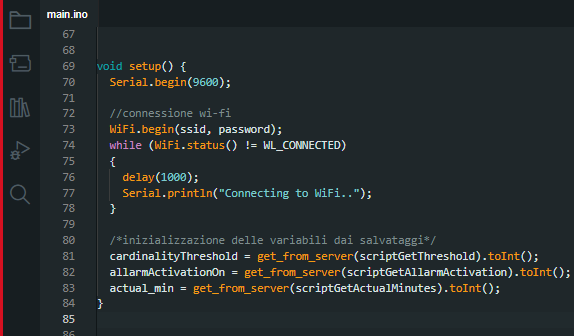 main.ino
67
68
69 void setup() {
70 Serial.begin(9600);
71
72 //connessione wi-fi
73 WiFi.begin(ssid, password);
74 while (WiFi.status() != WL_CONNECTED)
75 {
76 delay(1000);
77 Serial.println("Connecting to WiFi..");
78 }
79
80 /*inizializzazione delle variabili dai salvataggi*/
81 cardinalityThreshold = get_from_server(scriptGetThreshold).toInt();
82 allarmActivationOn = get_from_server(scriptGetAllarmActivation).toInt();
83 actual_min = get_from_server(scriptGetActualMinutes).toInt();
84 }
85
86